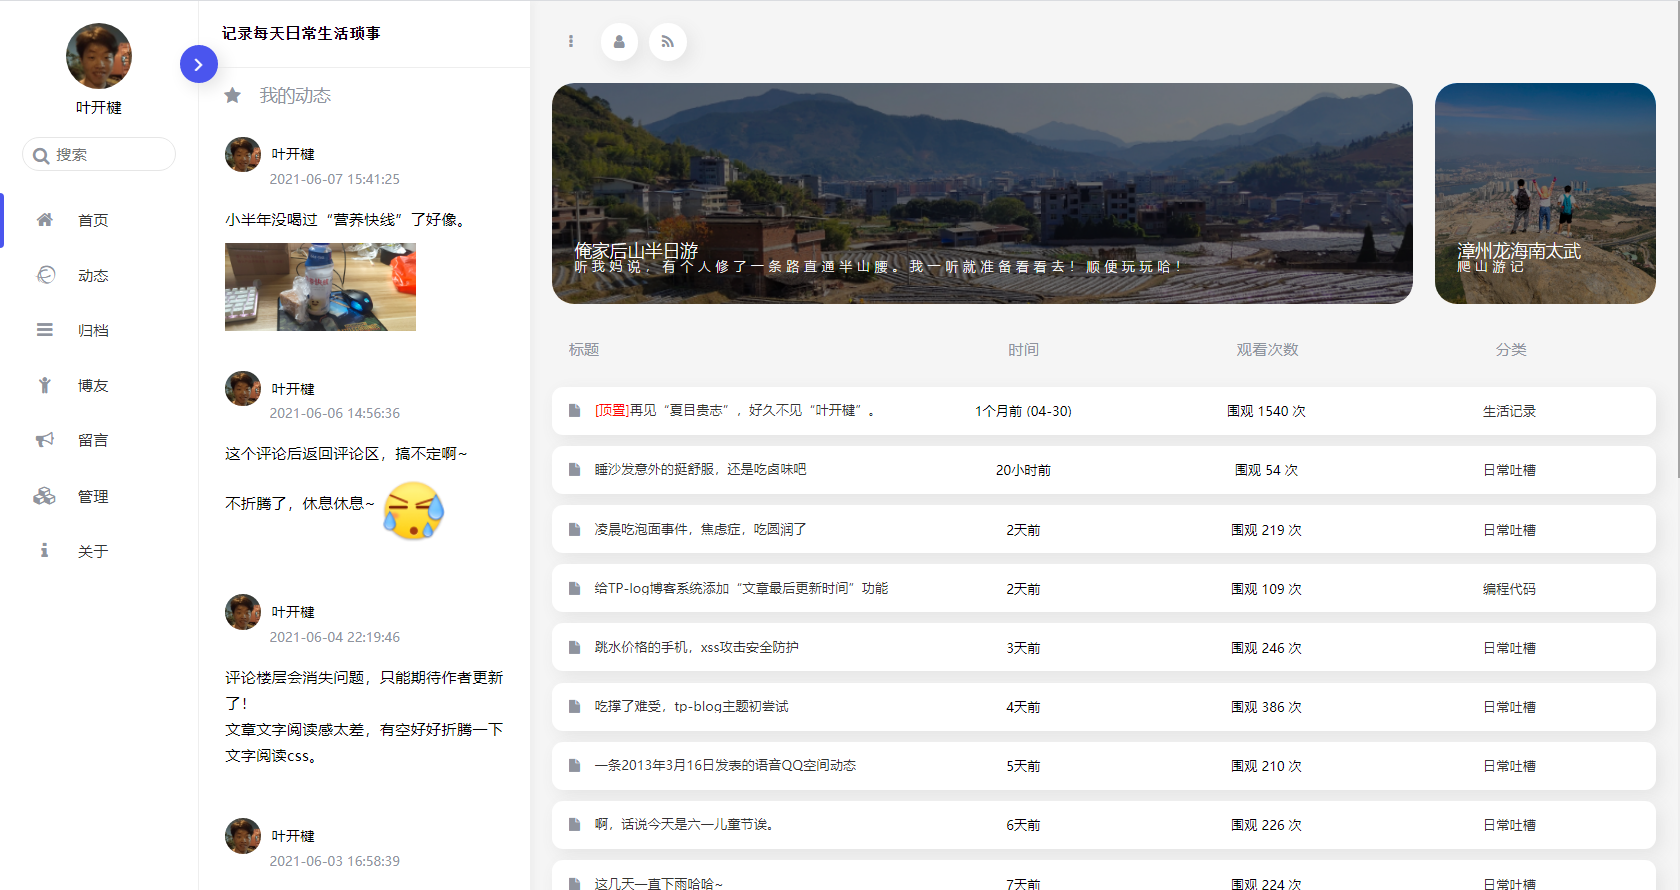 叶开楗
搜索
首页
动态
归档
博友
留言
管理
关于
记录每天日常生活琐事
我的动态
叶开楗
2021-06-07 15:41:25
小半年没喝过“营养快线”了好像。
叶开楗
2021-06-06 14:56:36
这个评论后返回评论区，搞不定啊~
不折腾了，休息休息~
叶开楗
2021-06-04 22:19:46
评论楼层会消失问题，只能期待作者更新
了！
文章文字阅读感太差，有空好好折腾一下
文字阅读css。
叶开楗
2021-06-03 16:58:39
俺家后山半日游
听我妈说，有个人修了一条路直通半山腰。我一听就准备看看去！顺便玩玩哈！
漳州龙海南太武
爬山游记
标题 时间 观看次数 分类
[顶置]再见“夏目贵志”，好久不见“叶开楗”。 1个月前 (04-30) 围观 1540 次 生活记录
睡沙发意外的挺舒服，还是吃卤味吧 20小时前 围观 54 次 日常吐槽
凌晨吃泡面事件，焦虑症，吃圆润了 2天前 围观 219 次 日常吐槽
给TP-log博客系统添加“文章最后更新时间”功能 2天前 围观 109 次 编程代码
跳水价格的手机，xss攻击安全防护 3天前 围观 246 次 日常吐槽
吃撑了难受，tp-blog主题初尝试 4天前 围观 386 次 日常吐槽
一条2013年3月16日发表的语音QQ空间动态 5天前 围观 210 次 日常吐槽
啊，话说今天是六一儿童节诶。 6天前 围观 226 次 日常吐槽
这几天一直下雨哈哈~ 7天前 围观 224 次 日常吐槽